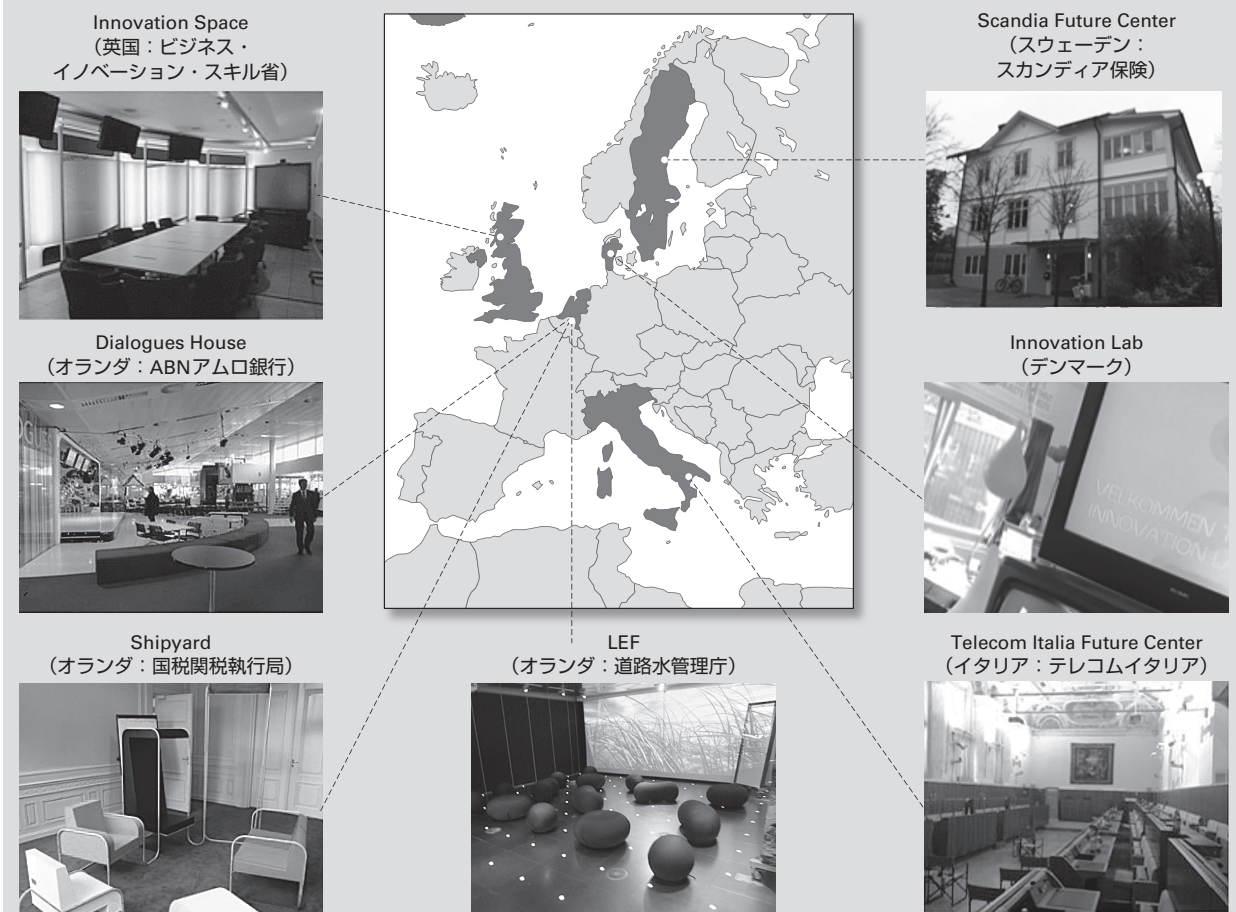 Innovation Space
（英国：ビジネス・
イノベーション・スキル省）
Scandia Future Center
（スウェーデン：
スカンディア保険）
Dialogues House
（オランダ：ABNアムロ銀行）
Innovation Lab
（デンマーク）
VELKOMMEN
INNOVATION
Shipyard
（オランダ：国税関税執行局）
LEF
（オランダ：道路水管理庁）
Telecom Italia Future Center
（イタリア：テレコムイタリア）